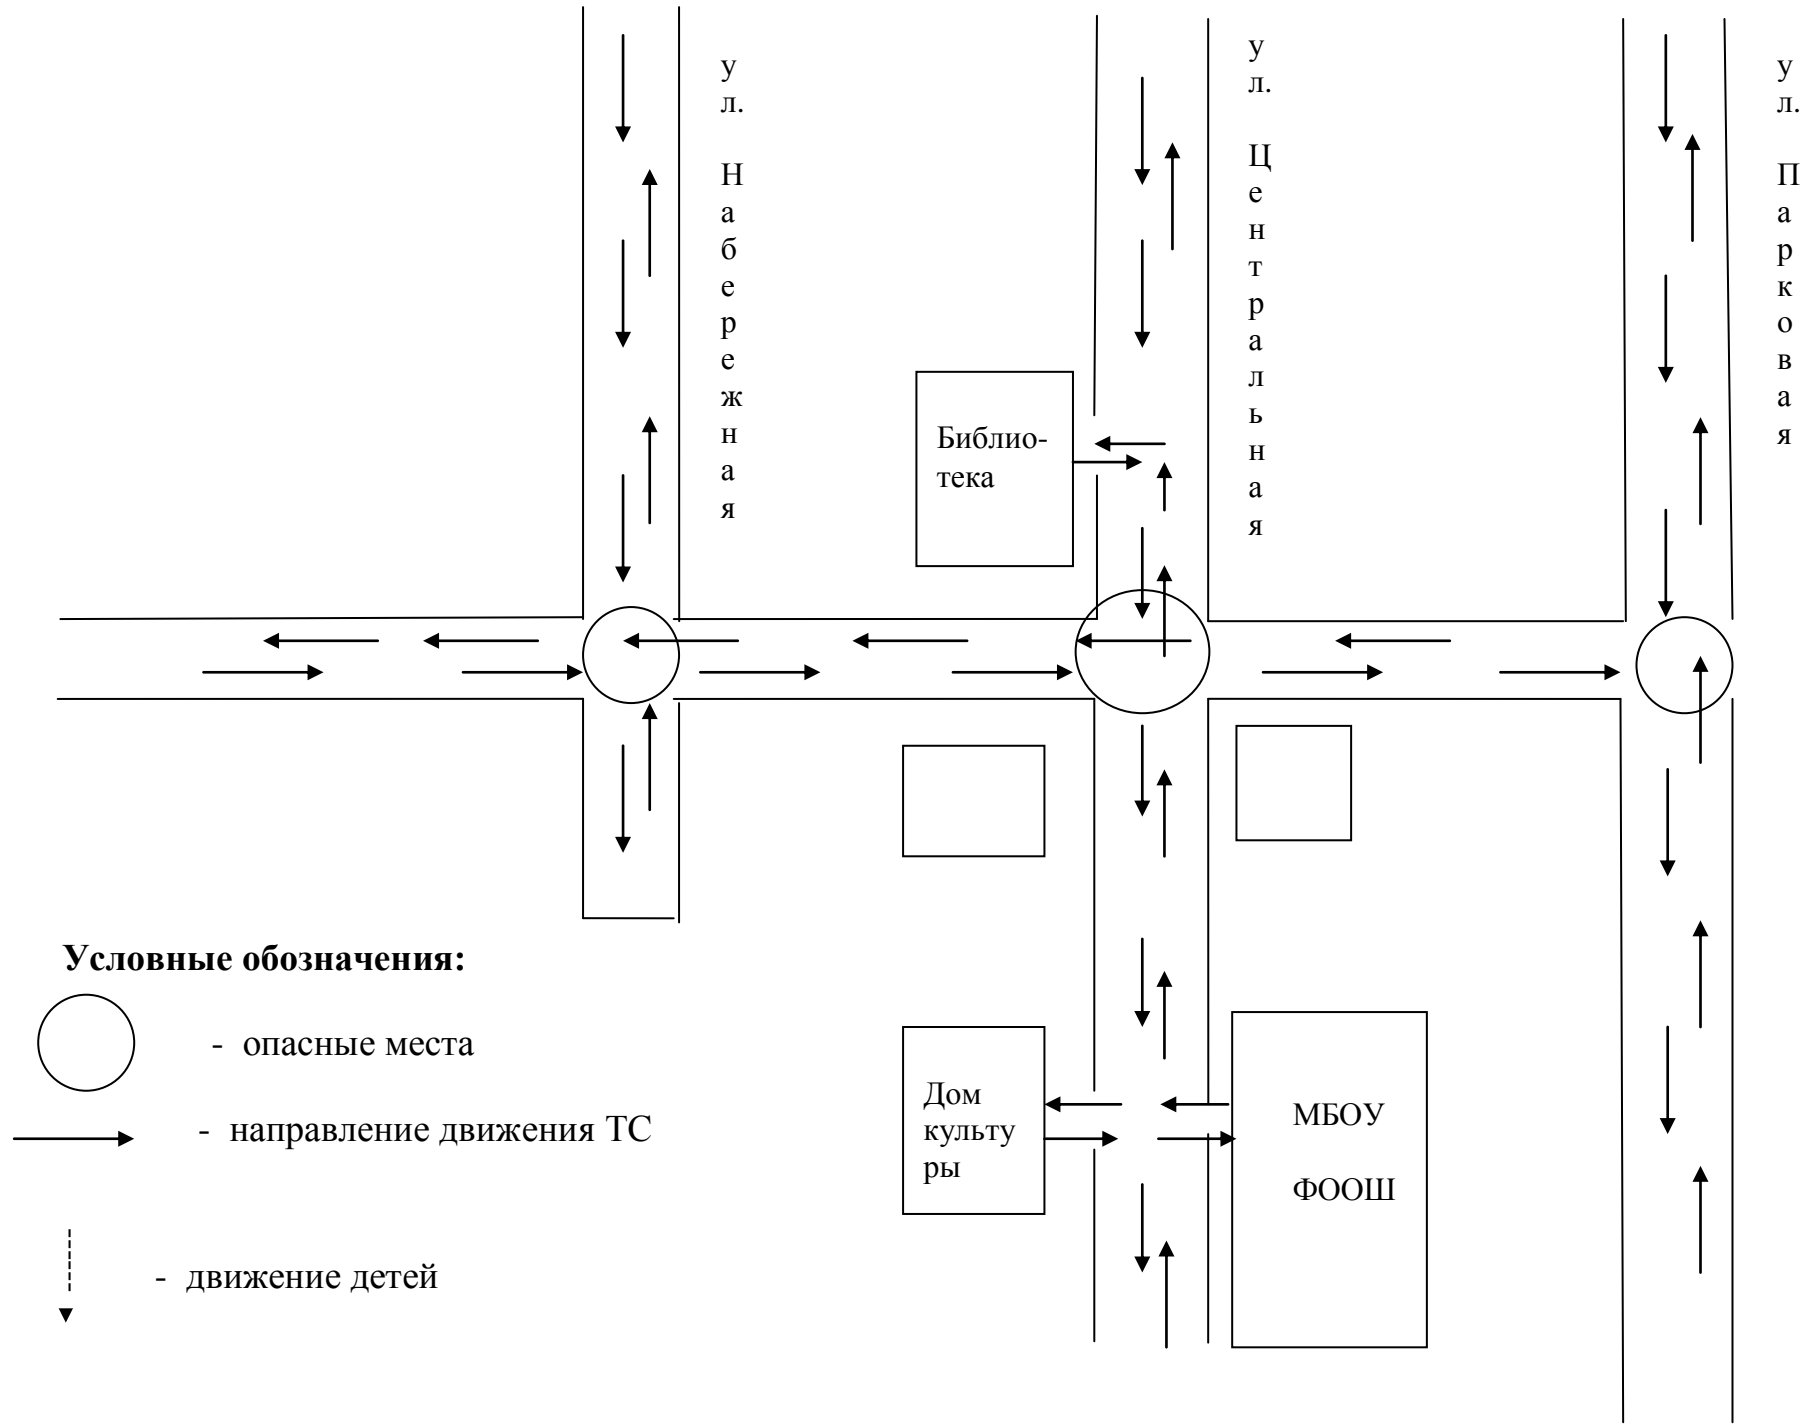 ул. Набережная
ул. Центральная
ул. Парковая
Библио-
тека
Условные обозначения:
- опасные места
- направление движения ТС
- движение детей
Дом
культу
ры
МБОУ
ФООШ